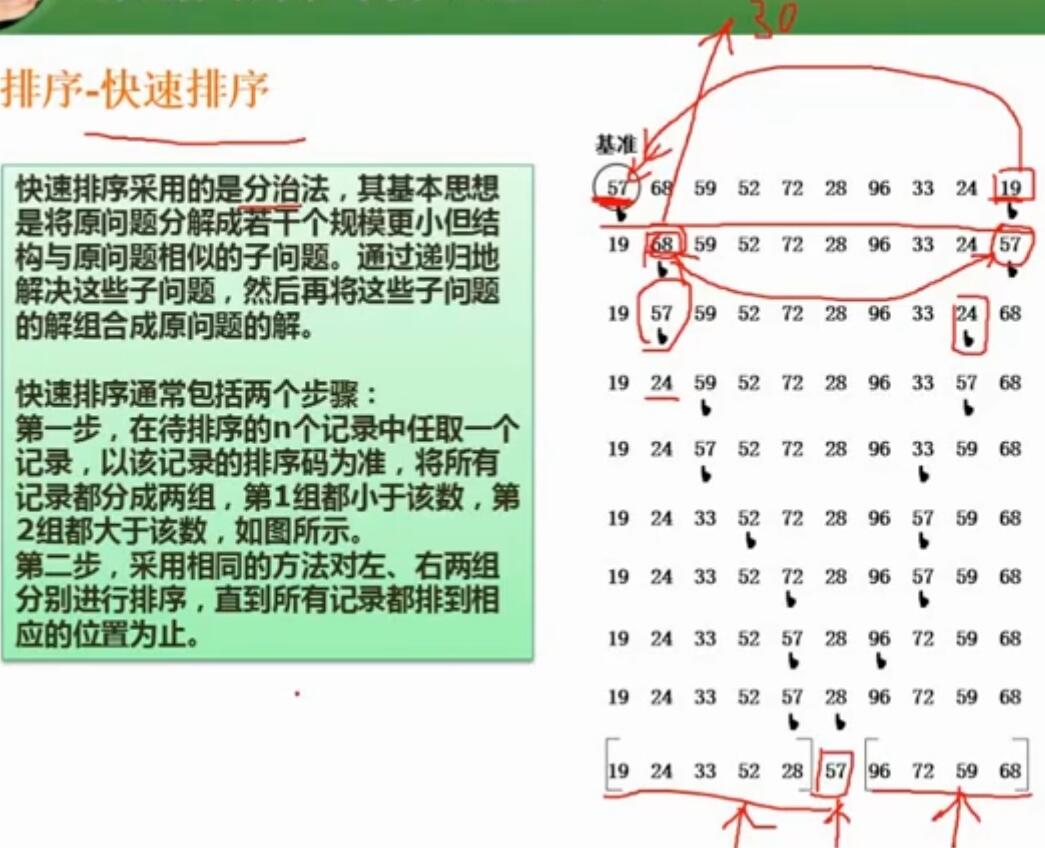 排序-快速排序
快速排序采用的是分治法，其基本思想
是将原问题分解成若干个规模更小但结
构与原问题相似的子问题。通过递归地
解决这些子问题，然后再将这些子问题
的解组合成原问题的解。
快速排序通常包括两个步骤：
第一步，在待排序的n个记录中任取一个
记录，以该记录的排序码为准，将所有
记录都分成两组，第1组都小于该数，第
2组都大于该数，如图所示。
第二步，采用相同的方法对左、右两组
分别进行排序，直到所有记录都排到相
应的位置为止。
30
基准
57 68 59 52 72 28 96 33 24 19
19 68 59 52 72 28 96 33 24 57
19 57 59 52 72 28 96 33 24 68
19 24 59 52 72 28 96 33 57 68
19 24 57 52 72 28 96 33 59 68
19 24 33 52 72 28 96 57 59 68
19 24 33 52 72 28 96 57 59 68
19 24 33 52 57 28 96 72 59 68
19 24 33 52 57 28 96 72 59 68
[19 24 33 52 28] 57 [96 72 59 68]